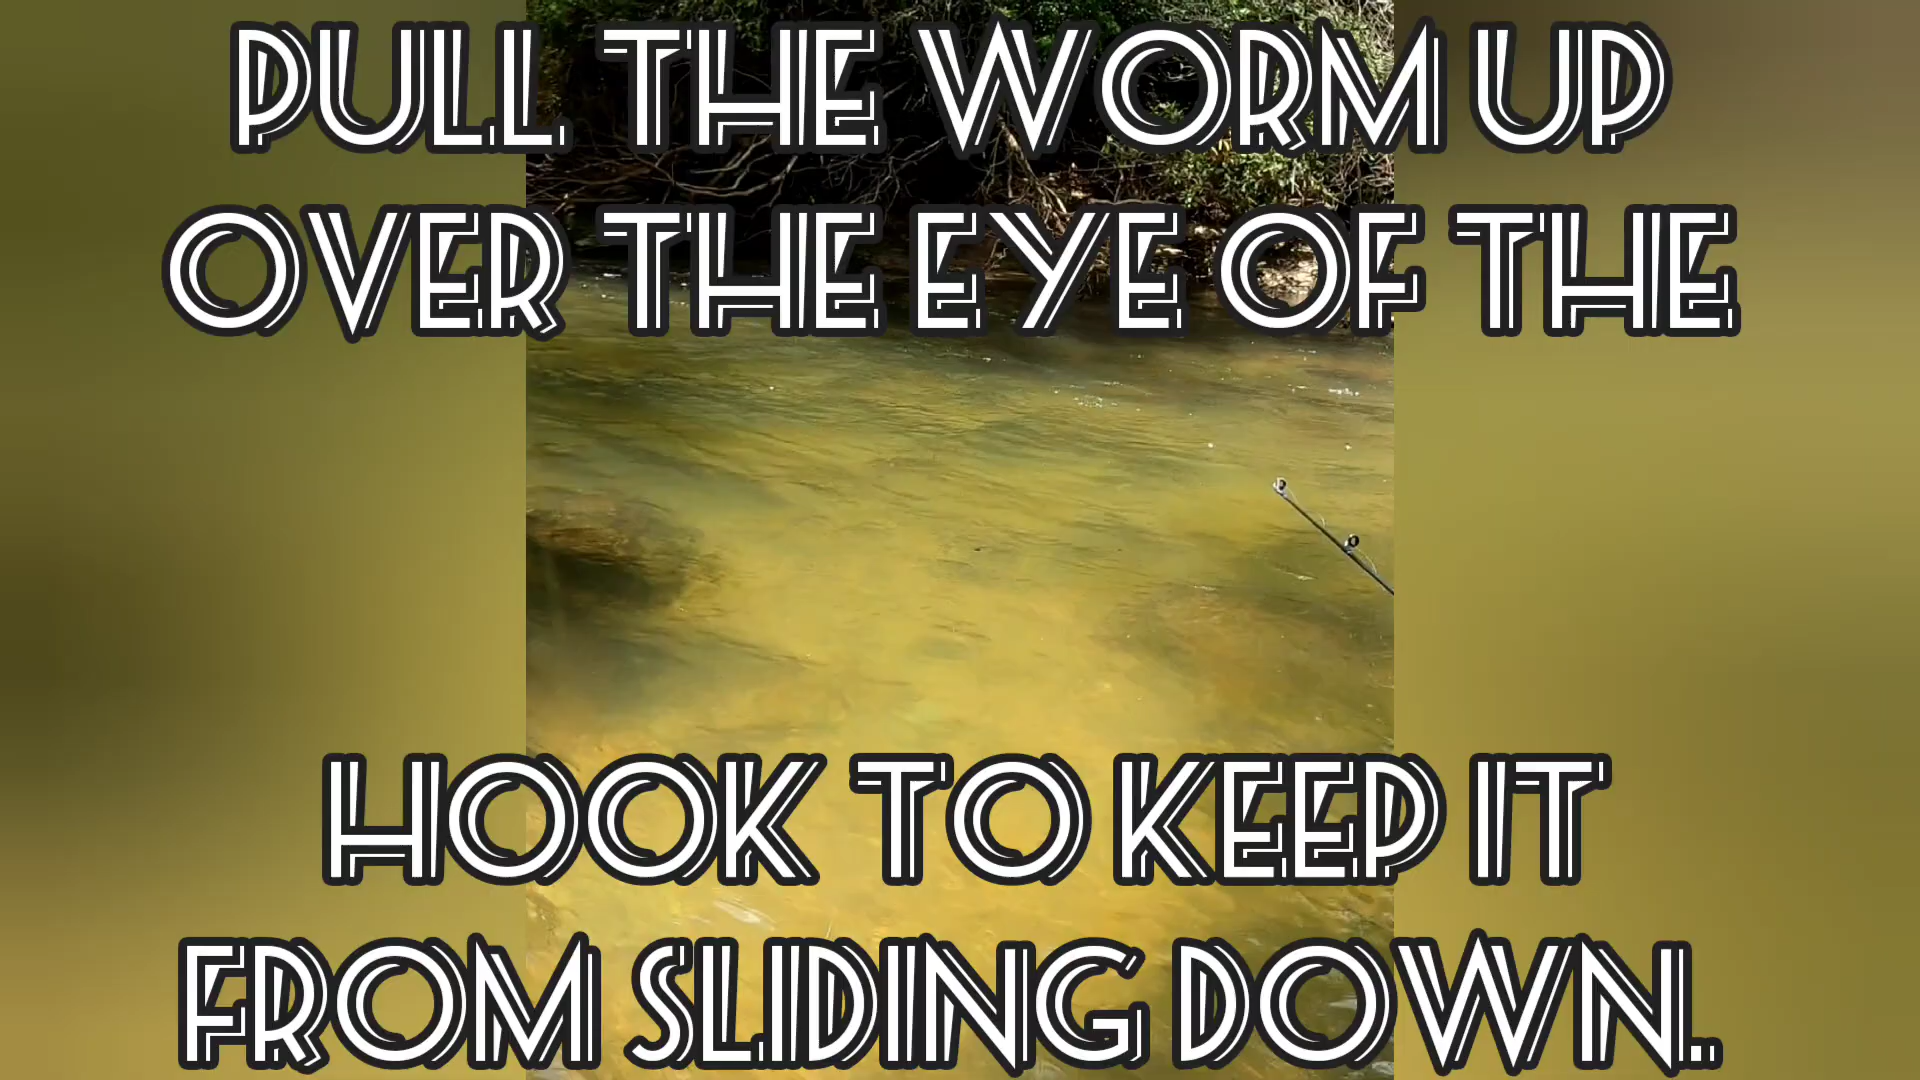 PULL THE WORM UP
OVER THE EYE OF THE
HOOK TO KEEP IT
FROM SLIDING DOWN..